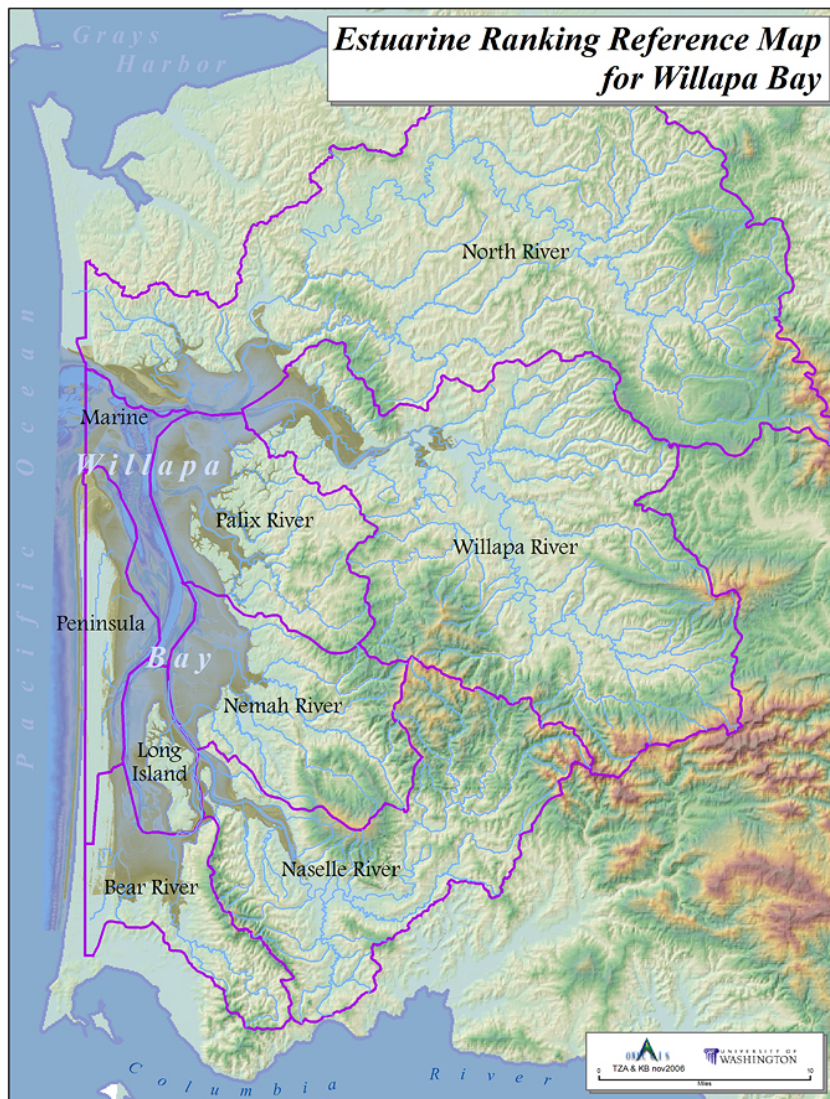 Grays
Harbor
Estuarine Ranking Reference Map
for Willapa Bay
North River
Pacific Ocean
Marine
Willapa
Palix River
Willapa River
Peninsula
Bay
Nemah River
Long
Island
Naselle River
Bear River
UNIVERSITY OF
WASHINGTON
TZA & KB nov2006
0
10
Miles
Columbia River